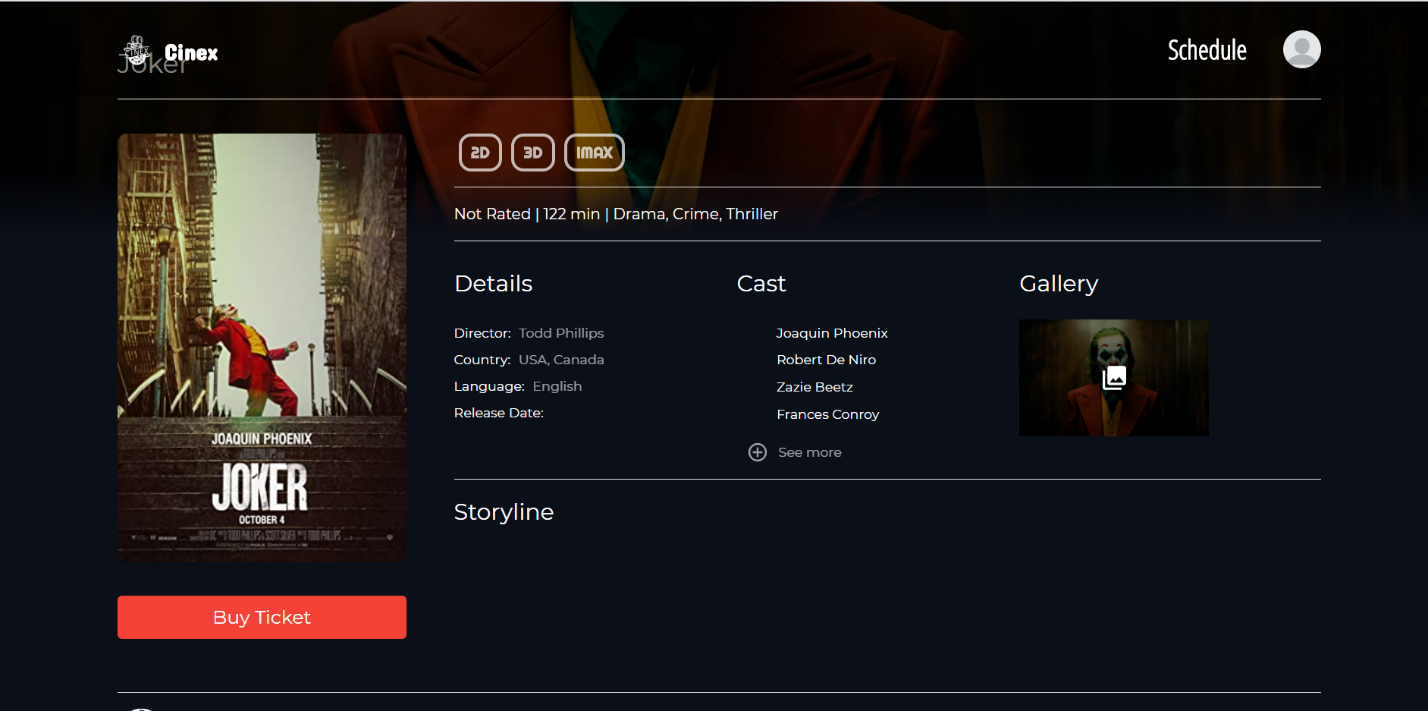 Cinex
Joker
Schedule
2D
3D
IMAX
Not Rated | 122 min | Drama, Crime, Thriller
Details
Director: Todd Phillips
Country: USA, Canada
Language: English
Release Date:
Cast
Joaquin Phoenix
Robert De Niro
Zazie Beetz
Frances Conroy
See more
Gallery
JOAQUIN PHOENIX
JOKER
OCTOBER 4
Storyline
Buy Ticket